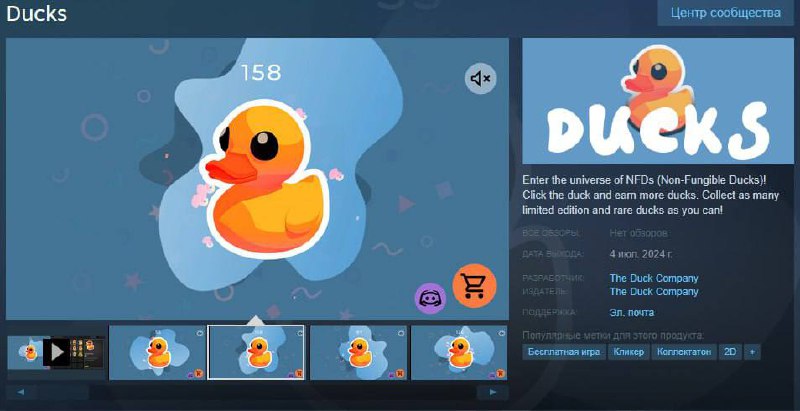 Ducks
Центр сообщества
158
DUCKS
Enter the universe of NFDs (Non-Fungible Ducks)!
Click the duck and earn more ducks. Collect as many
limited edition and rare ducks as you can!
ВСЕ ОБЗОРЫ: Нет обзоров
ДАТА ВЫХОДА: 4 июл. 2024 г.
РАЗРАБОТЧИК: The Duck Company
ИЗДАТЕЛЬ: The Duck Company
ПОДДЕРЖКА: Эл. почта
Популярные метки для этого продукта:
Бесплатная игра Кликер Коллектатон 2D +